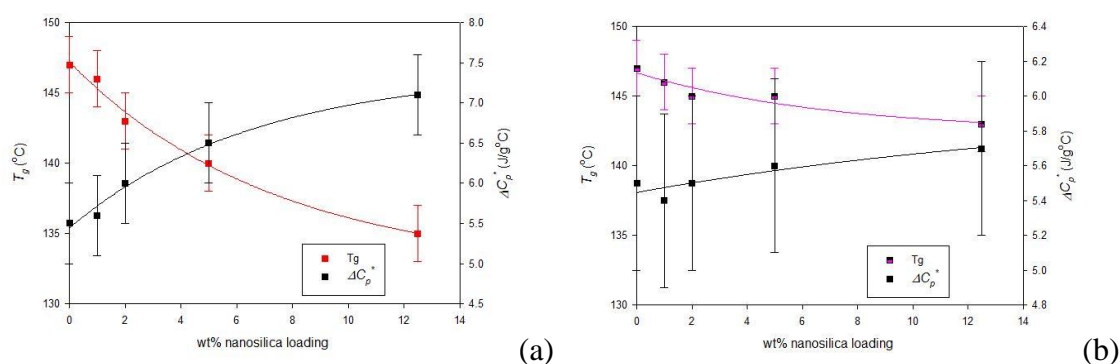 150
145
140
135
130
T_g (°C)
8.0
7.5
7.0
6.5
6.0
5.5
5.0
4.5
ΔC_p^* (J/g°C)
Tg
ΔC_p^*
0 2 4 6 8 10 12 14
wt% nanosilica loading
(a)
150
145
140
135
130
T_g (°C)
6.4
6.2
6.0
5.8
5.6
5.4
5.2
5.0
4.8
ΔC_p^* (J/g°C)
Tg
ΔC_p^*
0 2 4 6 8 10 12 14
wt% nanosilica loading
(b)